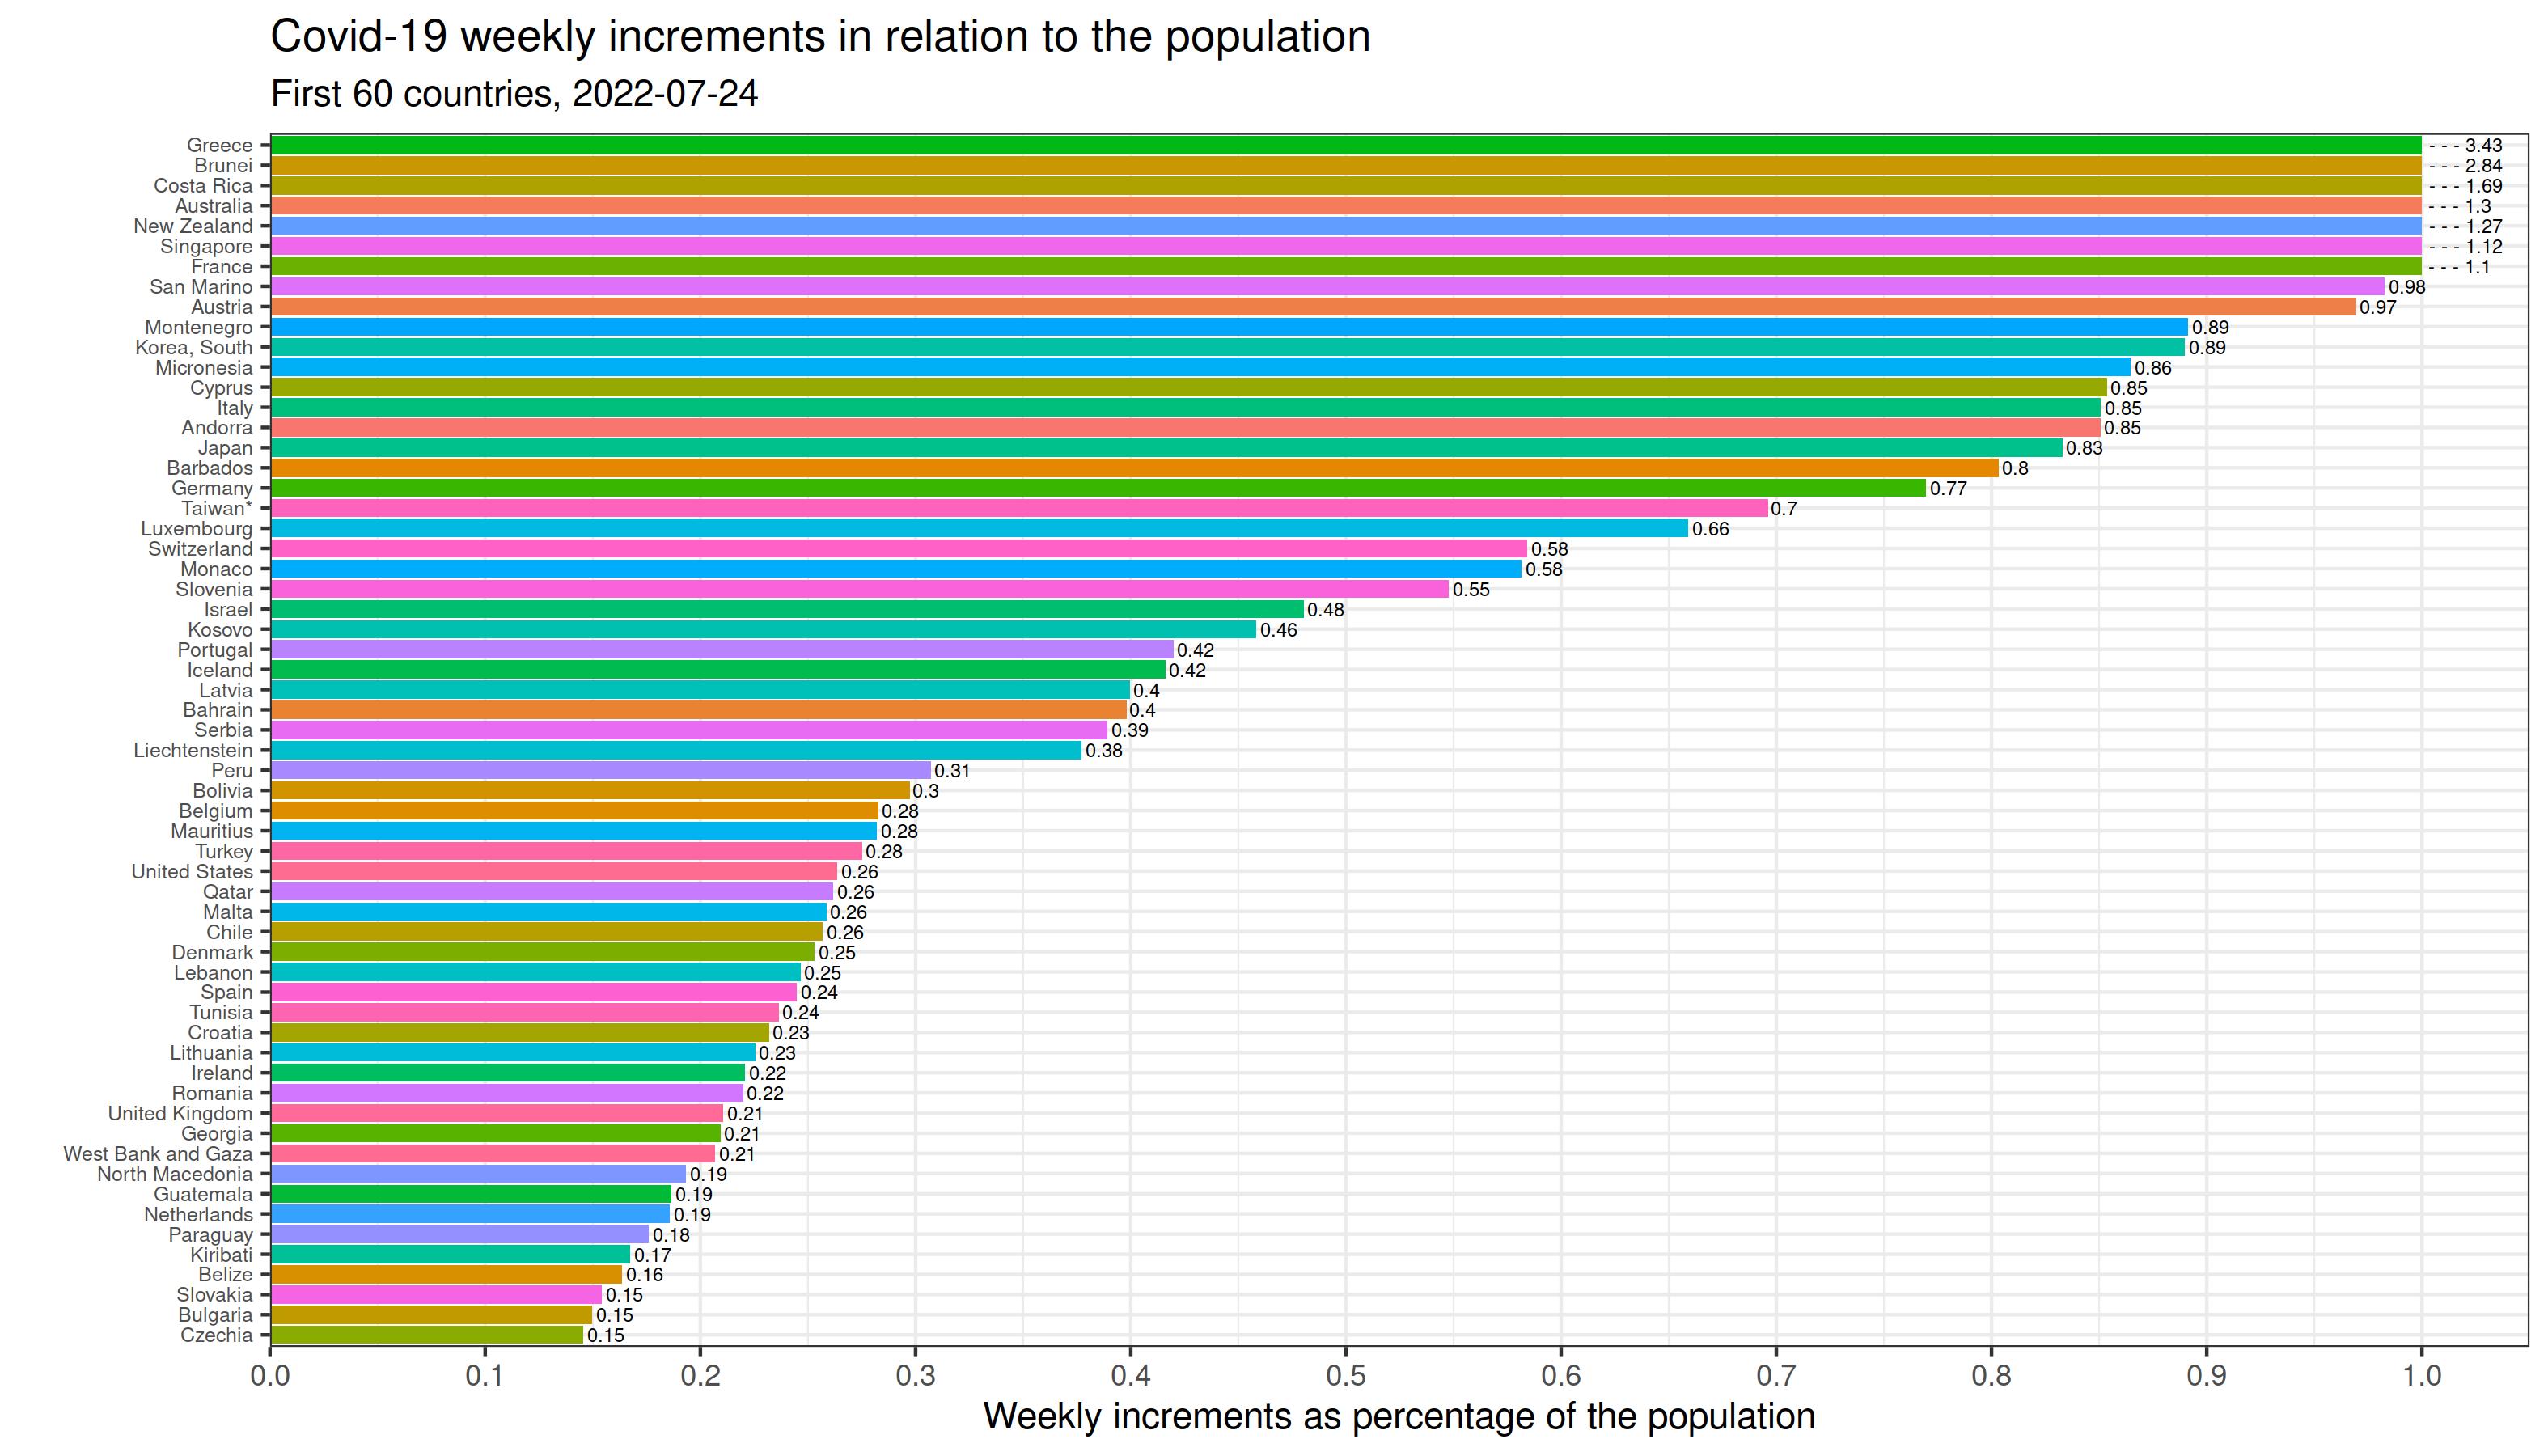 Covid-19 weekly increments in relation to the population
First 60 countries, 2022-07-24
Greece - - - 3.43
Brunei - - - 2.84
Costa Rica - - - 1.69
Australia - - - 1.3
New Zealand - - - 1.27
Singapore - - - 1.12
France - - - 1.1
San Marino 0.98
Austria 0.97
Montenegro 0.89
Korea, South 0.89
Micronesia 0.86
Cyprus 0.85
Italy 0.85
Andorra 0.85
Japan 0.83
Barbados 0.8
Germany 0.77
Taiwan* 0.7
Luxembourg 0.66
Switzerland 0.58
Monaco 0.58
Slovenia 0.55
Israel 0.48
Kosovo 0.46
Portugal 0.42
Iceland 0.42
Latvia 0.4
Bahrain 0.4
Serbia 0.39
Liechtenstein 0.38
Peru 0.31
Bolivia 0.3
Belgium 0.28
Mauritius 0.28
Turkey 0.28
United States 0.26
Qatar 0.26
Malta 0.26
Chile 0.26
Denmark 0.25
Lebanon 0.25
Spain 0.24
Tunisia 0.24
Croatia 0.23
Lithuania 0.23
Ireland 0.22
Romania 0.22
United Kingdom 0.21
Georgia 0.21
West Bank and Gaza 0.21
North Macedonia 0.19
Guatemala 0.19
Netherlands 0.19
Paraguay 0.18
Kiribati 0.17
Belize 0.16
Slovakia 0.15
Bulgaria 0.15
Czechia 0.15
0.0 0.1 0.2 0.3 0.4 0.5 0.6 0.7 0.8 0.9 1.0
Weekly increments as percentage of the population